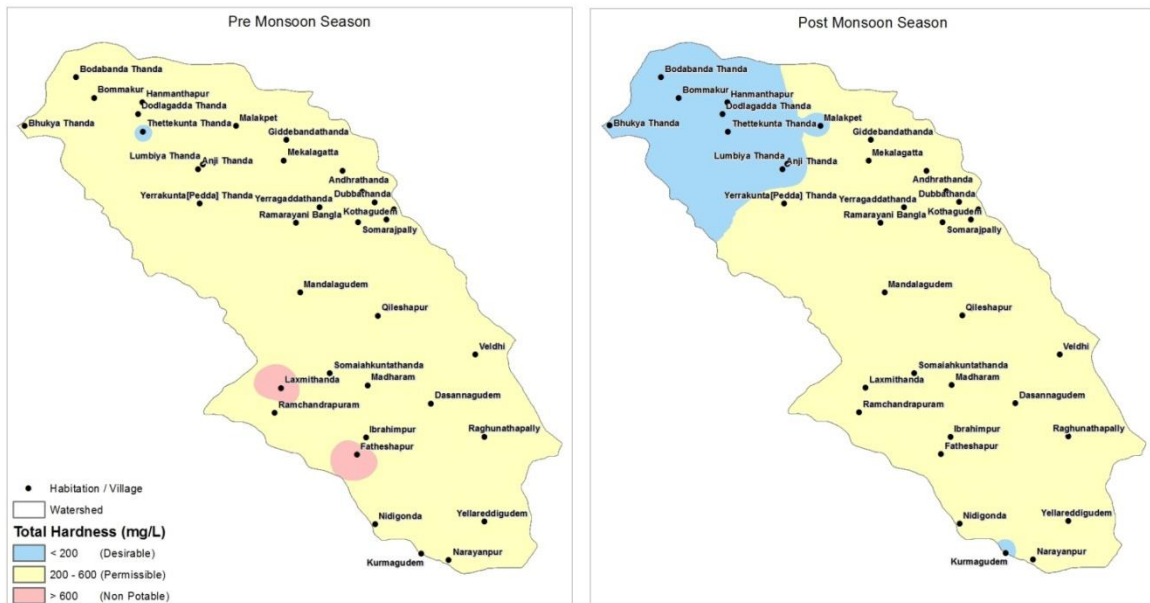 Pre Monsoon Season
Bodabanda Thanda
Bommakur
Hanmanthapur
Dodlagadda Thanda
Bhukya Thanda
Thettekunta Thanda
Malakpet
Giddebandathanda
Lumbiya Thanda
Anji Thanda
Mekalagatta
Andhrathanda
Yerrakunta[Pedda] Thanda
Yerragaddathanda
Dubbathanda
Ramarayani Bangla
Kothagudem
Somarajpally
Mandalagudem
Qileshapur
Veldhi
Somaiahkuntathanda
Laxmithanda
Madharam
Ramchandrapuram
Dasannagudem
Ibrahimpur
Raghunathapally
Fatheshapur
Nidigonda
Yellareddigudem
Kurmagudem
Narayanpur
Habitation / Village
Watershed
Total Hardness (mg/L)
< 200 (Desirable)
200 - 600 (Permissible)
> 600 (Non Potable)
Post Monsoon Season
Bodabanda Thanda
Bommakur
Hanmanthapur
Dodlagadda Thanda
Bhukya Thanda
Thettekunta Thanda
Malakpet
Giddebandathanda
Lumbiya Thanda
Anji Thanda
Mekalagatta
Andhrathanda
Yerrakunta[Pedda] Thanda
Yerragaddathanda
Dubbathanda
Ramarayani Bangla
Kothagudem
Somarajpally
Mandalagudem
Qileshapur
Veldhi
Somaiahkuntathanda
Laxmithanda
Madharam
Ramchandrapuram
Dasannagudem
Ibrahimpur
Raghunathapally
Fatheshapur
Nidigonda
Yellareddigudem
Kurmagudem
Narayanpur